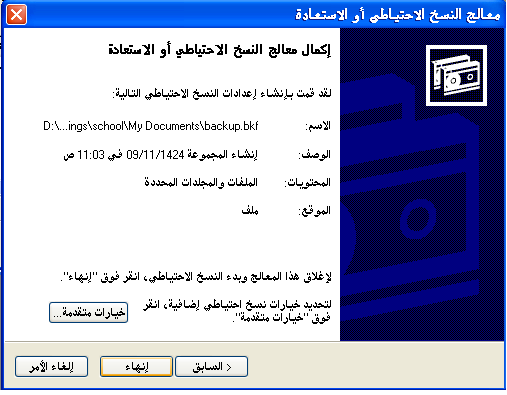 معالج النسخ الاحتياطي أو الاستعادة
إكمال معالج النسخ الاحتياطي أو الاستعادة
لقد قمت بإنشاء إعدادات النسخ الاحتياطي التالية:
الاسم: D:\...ings\school\My Documents\backup.bkf
الوصف: إنشاء المجموعة 09/11/1424 في 11:03 ص
المحتويات: الملفات والمجلدات المحددة
الموقع: ملف
لإغلاق هذا المعالج وبدء النسخ الاحتياطي، انقر فوق "إنهاء".
لتحديد خيارات نسخ احتياطي إضافية، انقر
فوق "خيارات متقدمة".
خيارات متقدمة...
< السابق
إنهاء
إلغاء الأمر